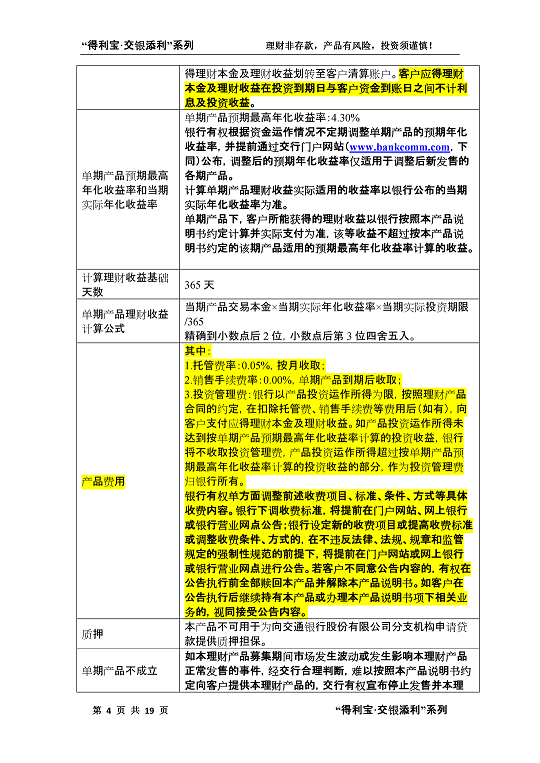 “得利宝·交银添利”系列 理财非存款，产品有风险，投资须谨慎！
得理财本金及理财收益划转至客户清算账户。客户应得理财
本金及理财收益在投资到期日与客户资金到账日之间不计利
息及投资收益。
单期产品预期最高
年化收益率和当期
实际年化收益率
单期产品预期最高年化收益率：4.30%
银行有权根据资金运作情况不定期调整单期产品的预期年化
收益率，并提前通过交行门户网站（www.bankcomm.com，下
同）公布，调整后的预期年化收益率仅适用于调整后新发售的
各期产品。
计算单期产品理财收益实际适用的收益率以银行公布的当期
实际年化收益率为准。
单期产品下，客户所能获得的理财收益以银行按照本产品说
明书约定计算并实际支付为准，该等收益不超过按本产品说
明书约定的该期产品适用的预期最高年化收益率计算的收益。
计算理财收益基础
天数
365 天
单期产品理财收益
计算公式
当期产品交易本金×当期实际年化收益率×当期实际投资期限
/365
精确到小数点后 2 位，小数点后第 3 位四舍五入。
产品费用
其中：
1.托管费率：0.05%，按月收取；
2.销售手续费率：0.00%，单期产品到期后收取；
3.投资管理费：银行以产品投资运作所得为限，按照理财产品
合同的约定，在扣除托管费、销售手续费等费用后（如有），向
客户支付应得理财本金及理财收益。如产品投资运作所得未
达到按单期产品预期最高年化收益率计算的投资收益，银行
将不收取投资管理费，产品投资运作所得超过按单期产品预
期最高年化收益率计算的投资收益的部分，作为投资管理费
归银行所有。
银行有权单方面调整前述收费项目、标准、条件、方式等具体
收费内容。银行下调收费标准，将提前在门户网站、网上银行
或银行营业网点公告；银行设定新的收费项目或提高收费标准
或调整收费条件、方式的，在不违反法律、法规、规章和监管
规定的强制性规范的前提下，将提前在门户网站或网上银行
或银行营业网点进行公告。若客户不同意公告内容的，有权在
公告执行前全部赎回本产品并解除本产品说明书。如客户在
公告执行后继续持有本产品或办理本产品说明书项下相关业
务的，视同接受公告内容。
质押
本产品不可用于为向交通银行股份有限公司分支机构申请贷
款提供质押担保。
单期产品不成立
如本理财产品募集期间市场发生波动或发生影响本理财产品
正常发售的事件，经交行合理判断，难以按照本产品说明书约
定向客户提供本理财产品的，交行有权宣布停止发售并本理
第 4 页 共 19 页 “得利宝·交银添利”系列